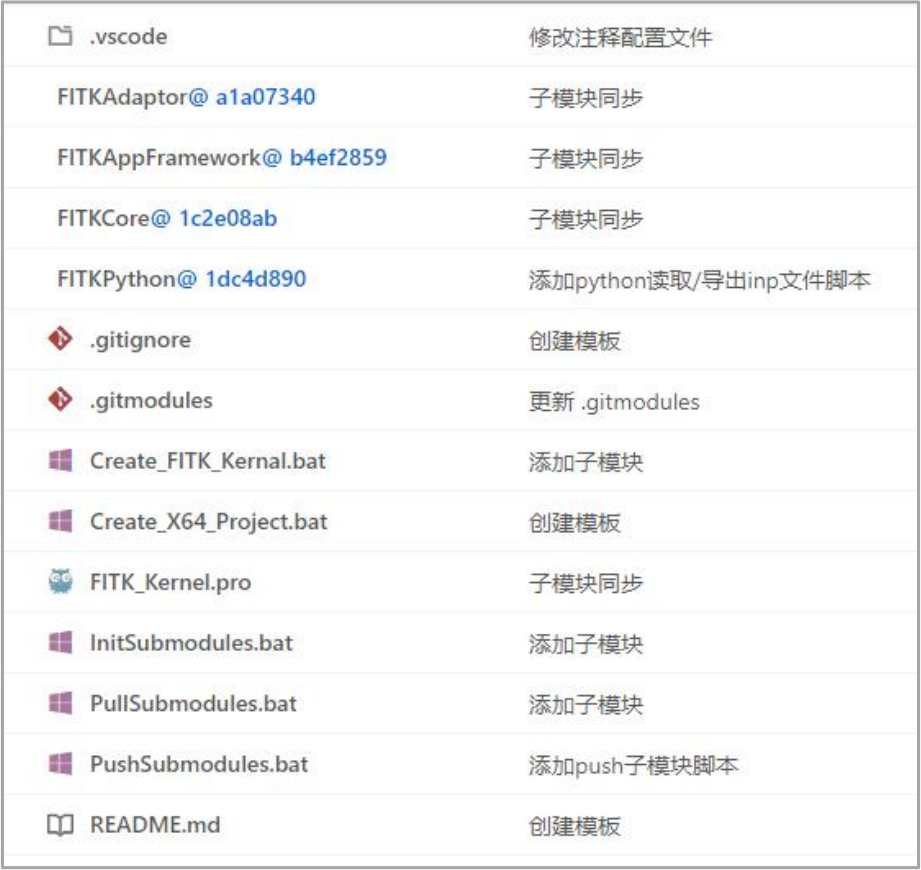 .vscode 修改注释配置文件
FITKAdaptor@ a1a07340 子模块同步
FITKAppFramework@ b4ef2859 子模块同步
FITKCore@ 1c2e08ab 子模块同步
FITKPython@ 1dc4d890 添加python读取/导出inp文件脚本
.gitignore 创建模板
.gitmodules 更新 .gitmodules
Create_FITK_Kernal.bat 添加子模块
Create_X64_Project.bat 创建模板
FITK_Kernel.pro 子模块同步
InitSubmodules.bat 添加子模块
PullSubmodules.bat 添加子模块
PushSubmodules.bat 添加push子模块脚本
README.md 创建模板